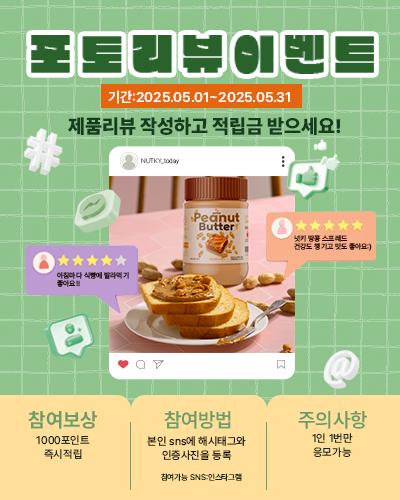 포토리뷰이벤트
기간:2025.05.01~2025.05.31
제품리뷰 작성하고 적립금 받으세요!
NUTKY_today
Peanut
Butter
넛키 땅콩 스프레드
건강도 챙기고 맛도 좋아요:)
아침마다 식빵에 발라먹기
좋아요!!
참여보상
1000포인트
즉시적립
참여방법
본인 sns에 해시태그와
인증사진을 등록
참여가능 SNS:인스타그램
주의사항
1인 1번만
응모가능